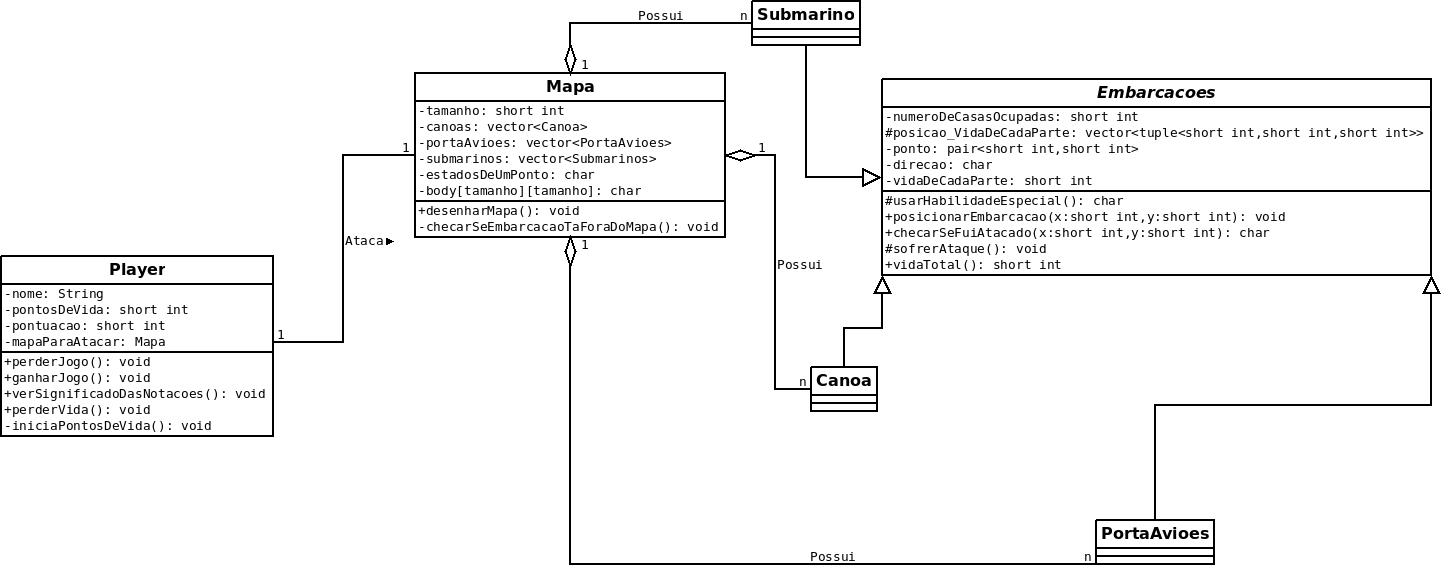 Possui
n
Submarino
1
Mapa
-tamanho: short int
-canoas: vector<Canoa>
-portaAvioes: vector<PortaAvioes>
-submarinos: vector<Submarinos>
-estadosDeUmPonto: char
-body[tamanho][tamanho]: char
+desenharMapa(): void
-checarSeEmbarcacaoTaForaDoMapa(): void
1
1
1
Embarcacoes
-numeroDeCasasOcupadas: short int
#posicao_VidaDeCadaParte: vector<tuple<short int,short int,short int>>
-ponto: pair<short int,short int>
-direcao: char
-vidaDeCadaParte: short int
#usarHabilidadeEspecial(): char
+posicionarEmbarcacao(x:short int,y:short int): void
+checarSeFuiAtacado(x:short int,y:short int): char
#sofrerAtaque(): void
+vidaTotal(): short int
Ataca►
Possui
Player
-nome: String
-pontosDeVida: short int
-pontuacao: short int
-mapaParaAtacar: Mapa
+perderJogo(): void
+ganharJogo(): void
+verSignificadoDasNotacoes(): void
+perderVida(): void
-iniciaPontosDeVida(): void
1
n
Canoa
PortaAvioes
Possui
n